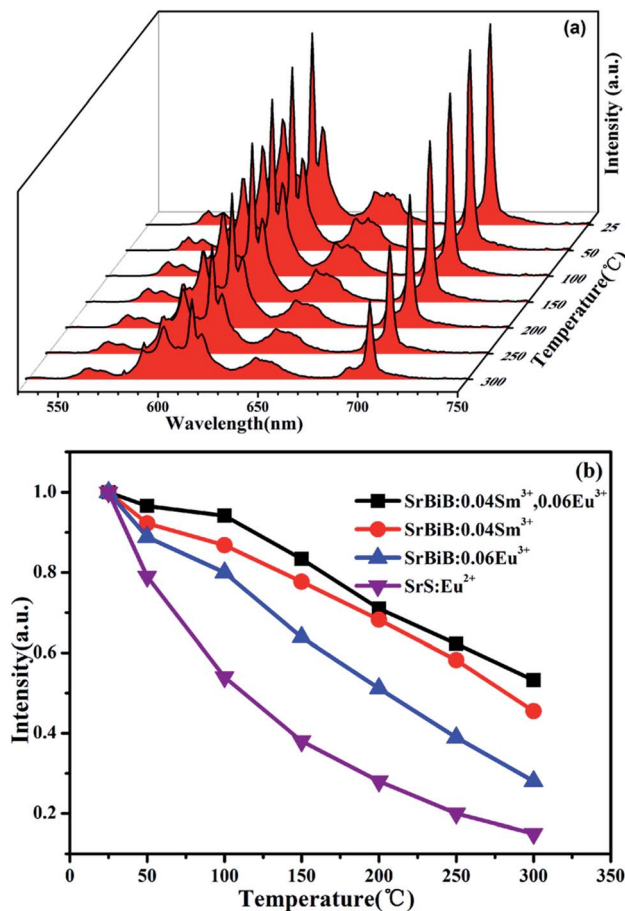 (a)
Intensity (a.u.)
25
50
100
150
200
250
300
Temperature(℃)
550 600 650 700 750
Wavelength(nm)
(b)
SrBiB:0.04Sm³⁺,0.06Eu³⁺
SrBiB:0.04Sm³⁺
SrBiB:0.06Eu³⁺
SrS:Eu²⁺
1.0
0.8
0.6
0.4
0.2
Intensity(a.u.)
0 50 100 150 200 250 300 350
Temperature(℃)